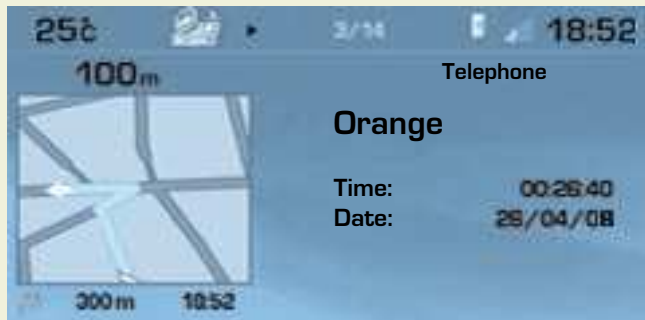 25c 3/14 18:52
100m
Telephone
Orange
Time: 00:26:40
Date: 26/04/08
300m 18:52